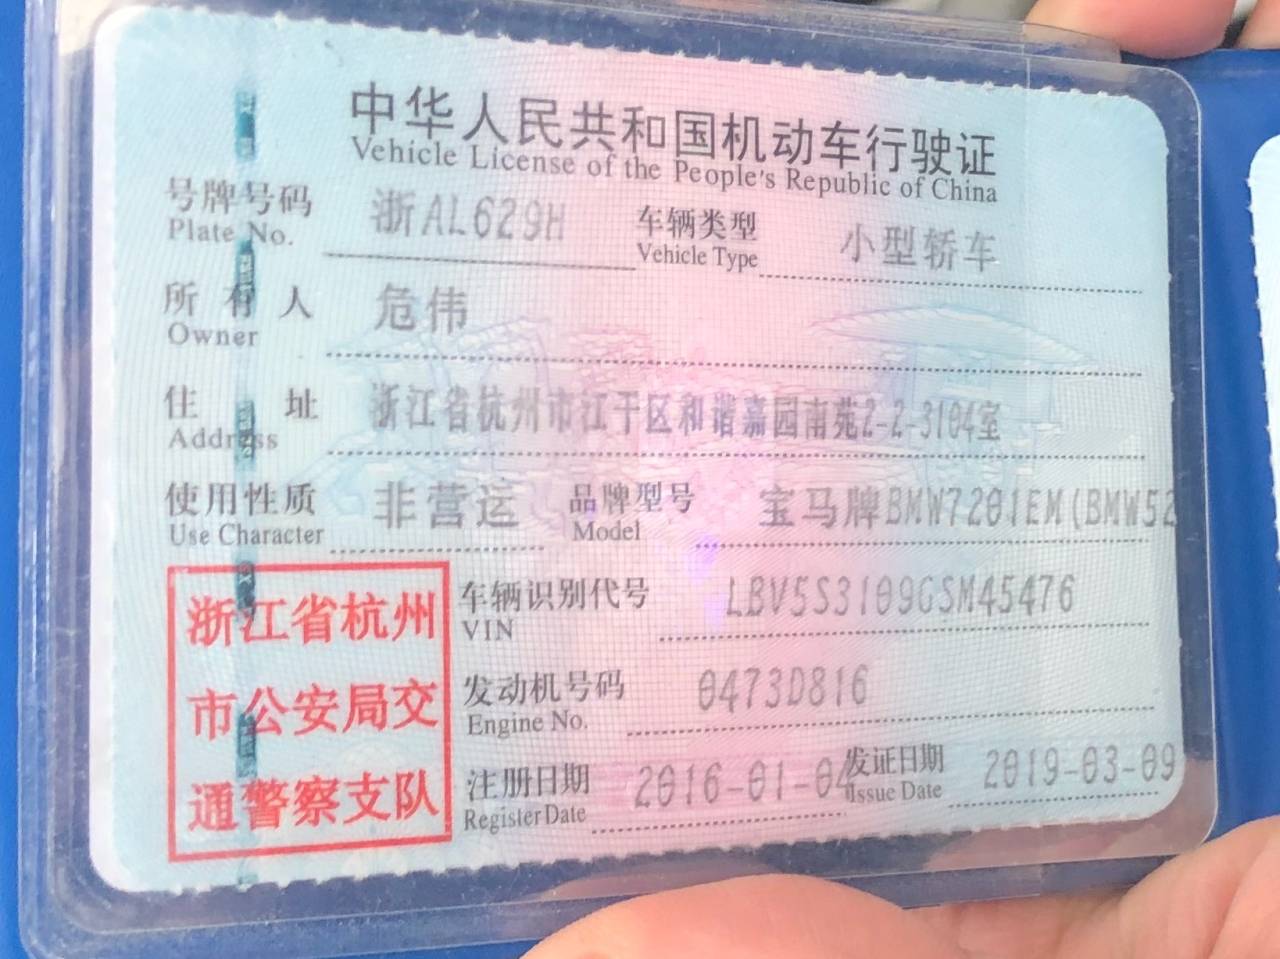 中华人民共和国机动车行驶证
Vehicle License of the People's Republic of China
号牌号码 浙AL629H 车辆类型 小型轿车
Plate No. Vehicle Type
所有人 危伟
Owner
住址 浙江省杭州市江干区和谐嘉园南苑2-2-3104室
Address
使用性质 非营运 品牌型号 宝马牌BMW7201EM(BMW52
Use Character Model
浙江省杭州
市公安局交
通警察支队
车辆识别代号 LBV5S3109GSM45476
VIN
发动机号码 0473D816
Engine No.
注册日期 2016-01-04 发证日期 2019-03-09
Register Date Issue Date